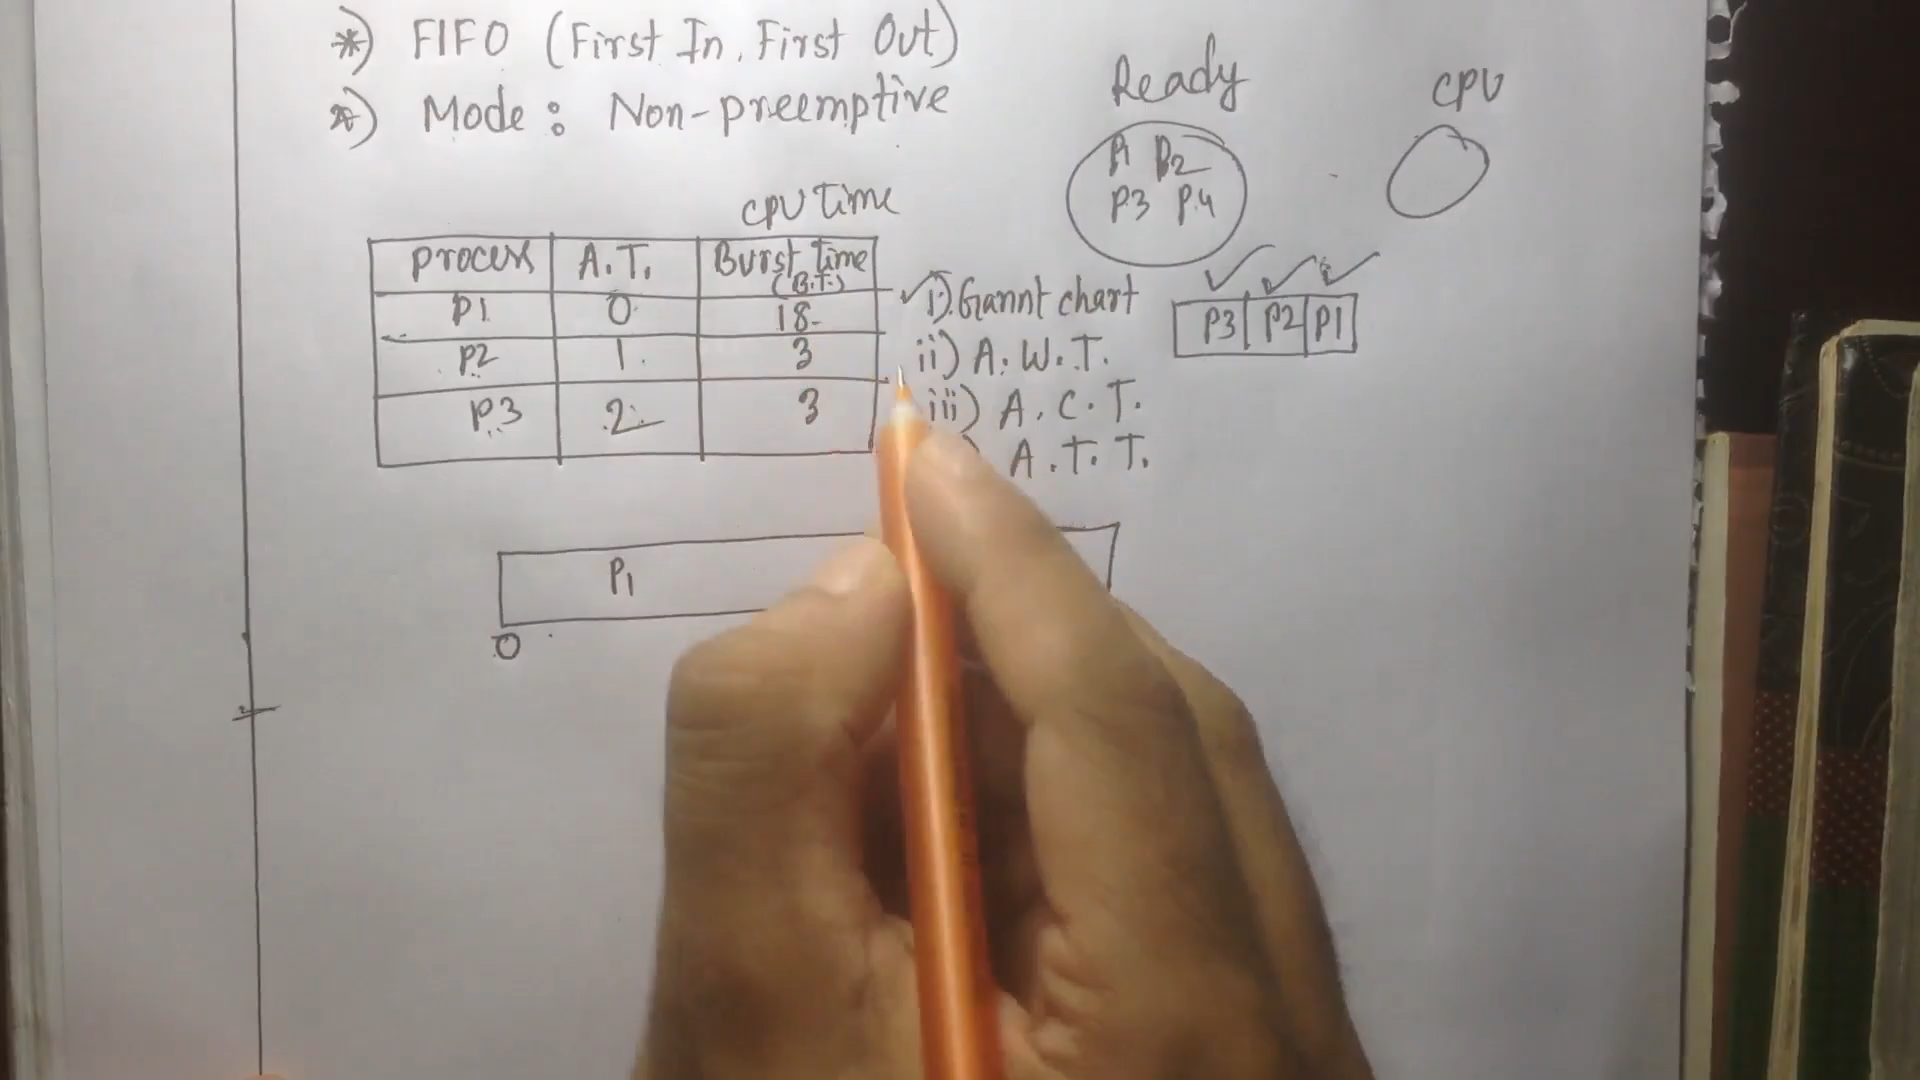 *) FIFO (First In, First Out)
*) Mode: Non-preemptive
Ready
CPU
P1 P2
P3 P4
CPU Time
Process A.T. Burst time
(B.T.)
P1 0 18
P2 1 3
P3 2 3
i) Gannt chart
ii) A.W.T.
iii) A.C.T.
A.T.T.
P3 P2 P1
P1
0